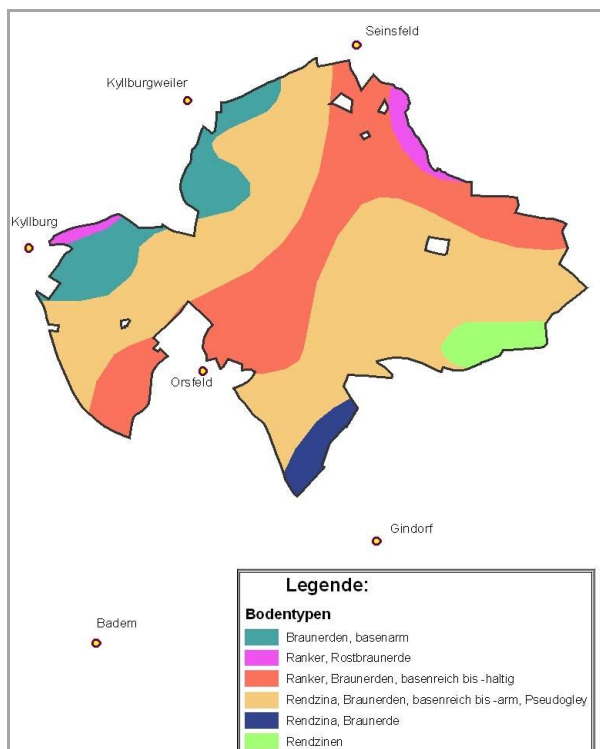 Seinsfeld
Kyllburgweiler
Kyllburg
Orsfeld
Gindorf
Badem
Legende:
Bodentypen
Braunerden, basenarm
Ranker, Rostbraunerde
Ranker, Braunerden, basenreich bis -haltig
Rendzina, Braunerden, basenreich bis -arm, Pseudogley
Rendzina, Braunerde
Rendzinen